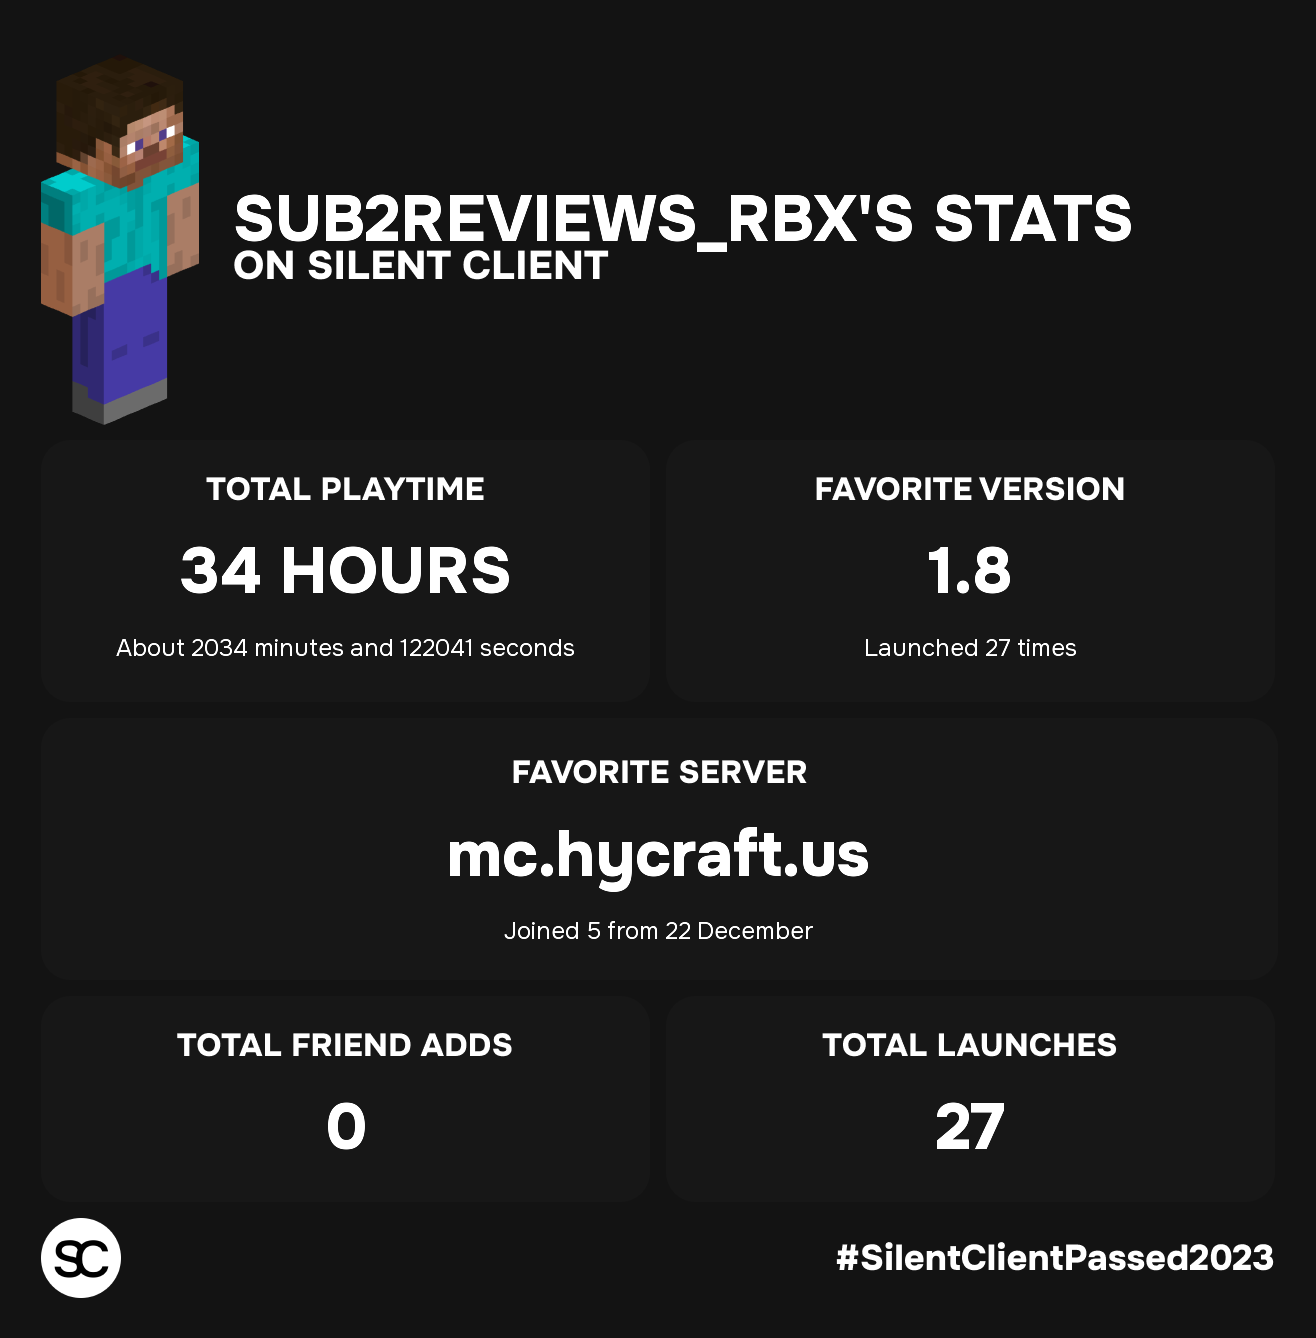 SUB2REVIEWS_RBX'S STATS
ON SILENT CLIENT
TOTAL PLAYTIME
34 HOURS
About 2034 minutes and 122041 seconds
FAVORITE VERSION
1.8
Launched 27 times
FAVORITE SERVER
mc.hycraft.us
Joined 5 from 22 December
TOTAL FRIEND ADDS
0
TOTAL LAUNCHES
27
SC
#SilentClientPassed2023